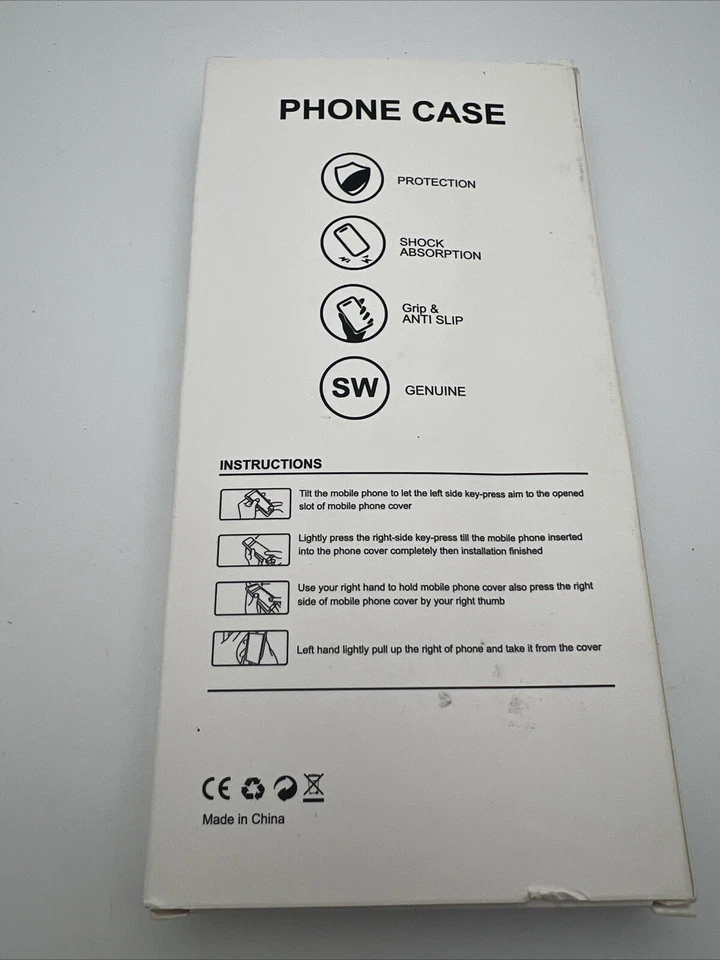 PHONE CASE
PROTECTION
SHOCK
ABSORPTION
Grip &
ANTI SLIP
SW
GENUINE
INSTRUCTIONS
Tilt the mobile phone to let the left side key-press aim to the opened
slot of mobile phone cover
Lightly press the right-side key-press till the mobile phone inserted
into the phone cover completely then installation finished
Use your right hand to hold mobile phone cover also press the right
side of mobile phone cover by your right thumb
Left hand lightly pull up the right of phone and take it from the cover
CE
Made in China